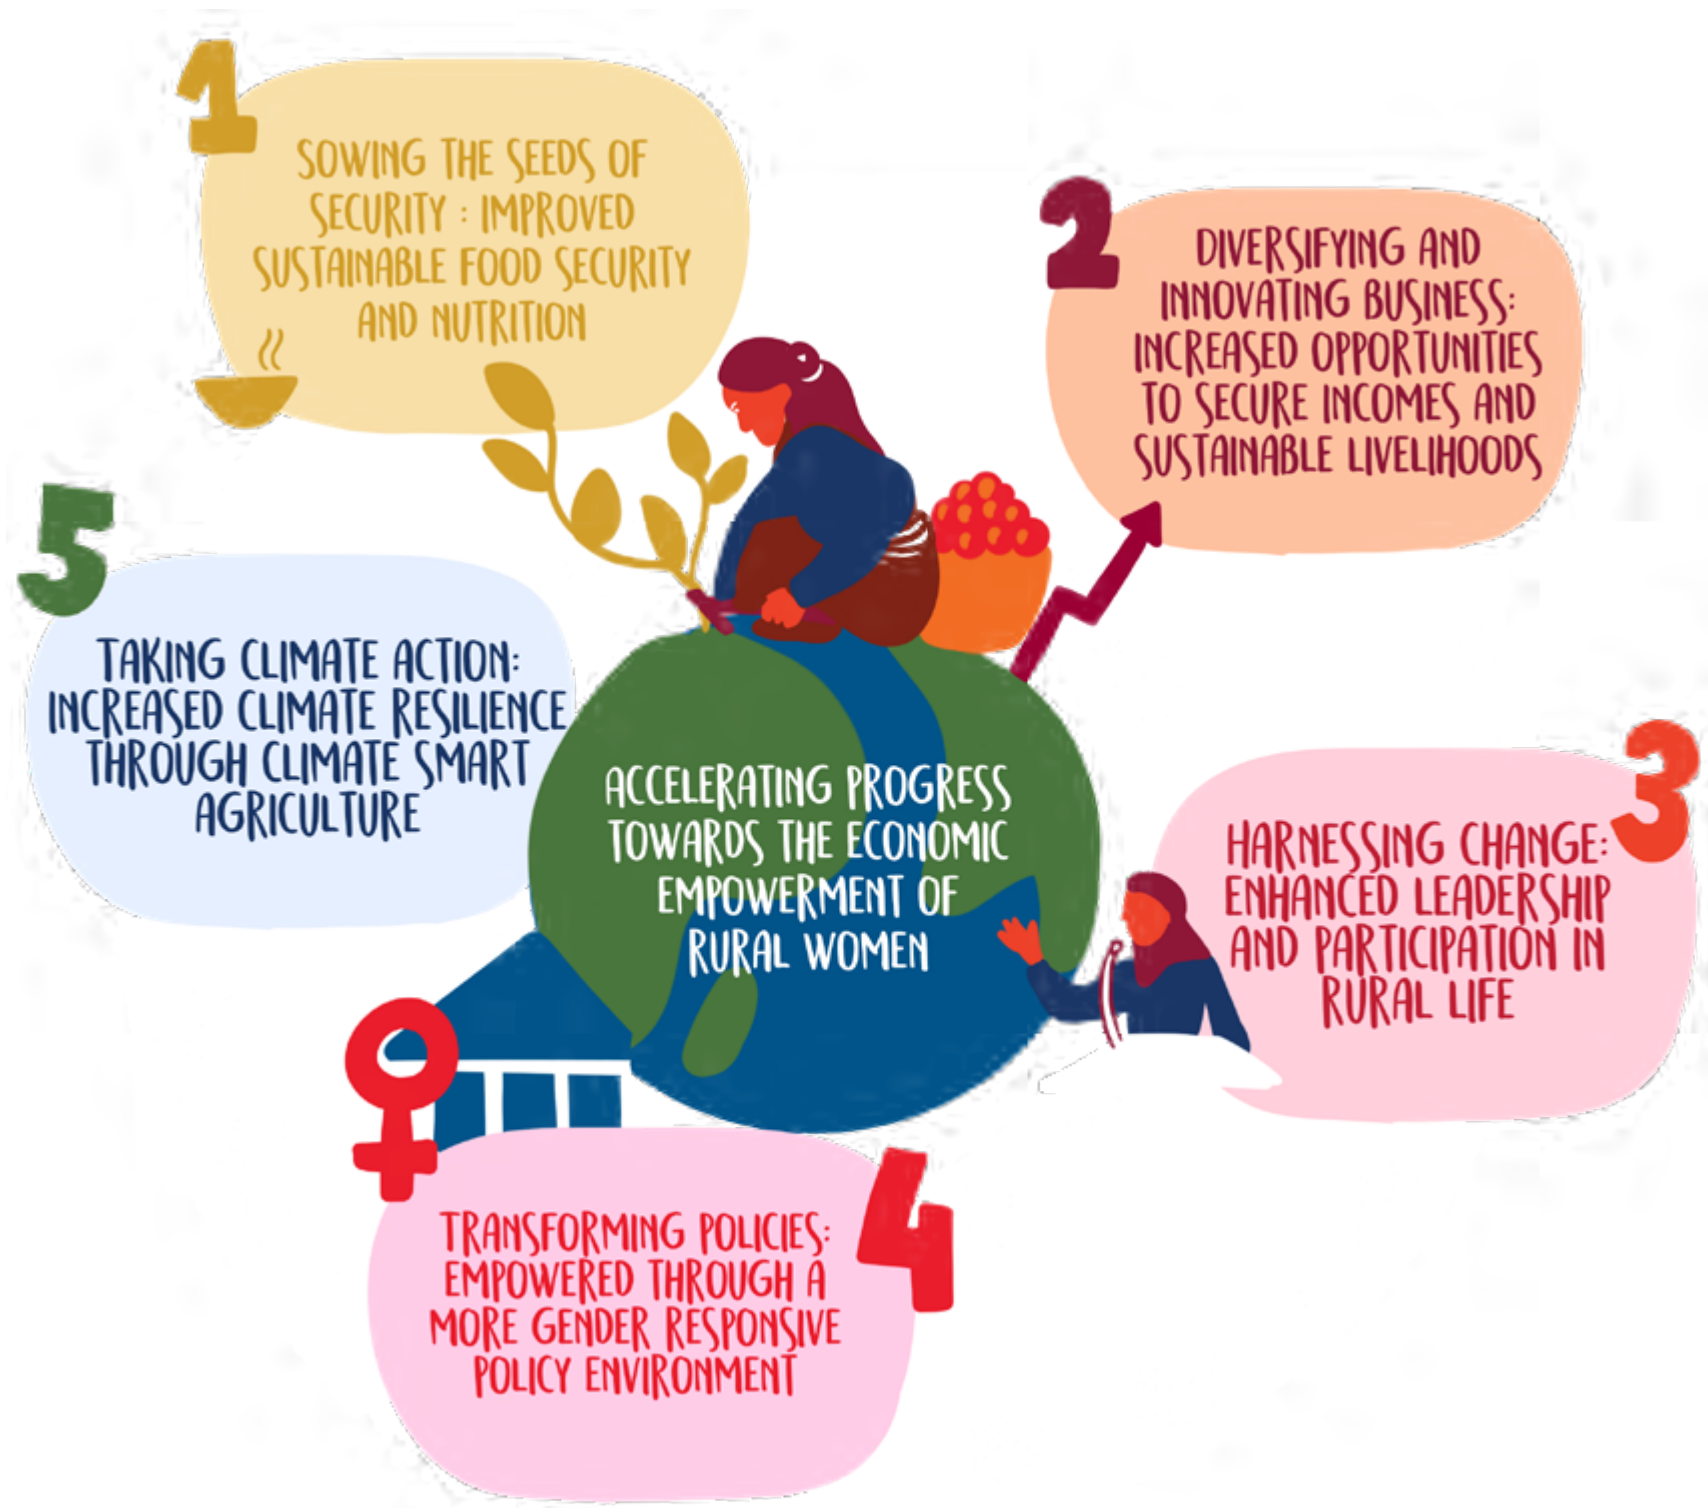 1
SOWING THE SEEDS OF
SECURITY : IMPROVED
SUSTAINABLE FOOD SECURITY
AND NUTRITION
2
DIVERSIFYING AND
INNOVATING BUSINESS:
INCREASED OPPORTUNITIES
TO SECURE INCOMES AND
SUSTAINABLE LIVELIHOODS
3
HARNESSING CHANGE:
ENHANCED LEADERSHIP
AND PARTICIPATION IN
RURAL LIFE
4
TRANSFORMING POLICIES:
EMPOWERED THROUGH A
MORE GENDER RESPONSIVE
POLICY ENVIRONMENT
5
TAKING CLIMATE ACTION:
INCREASED CLIMATE RESILIENCE
THROUGH CLIMATE SMART
AGRICULTURE
ACCELERATING PROGRESS
TOWARDS THE ECONOMIC
EMPOWERMENT OF
RURAL WOMEN